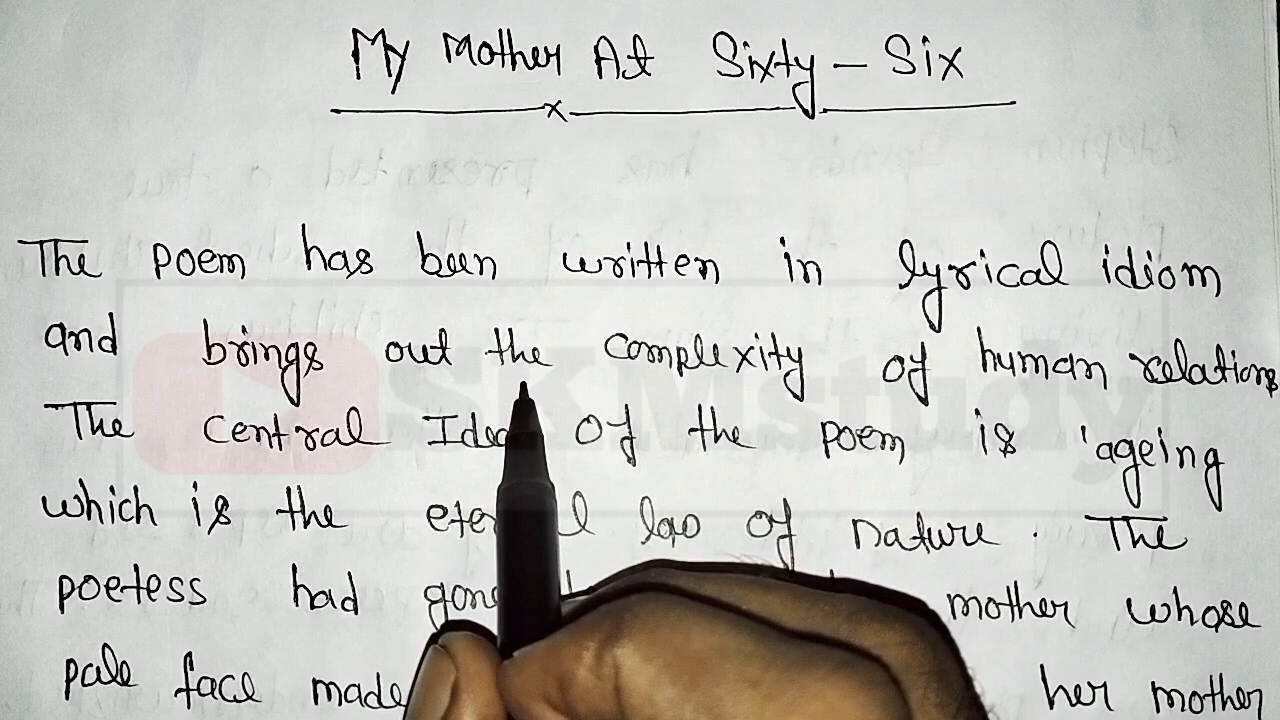 My Mother At Sixty - Six
The poem has been written in lyrical idiom
and brings out the complexity of human relations
The central Idea of the poem is 'ageing
which is the eternal law of nature. The
poetess had gone mother whose
pale face made her mother
SKMstudy